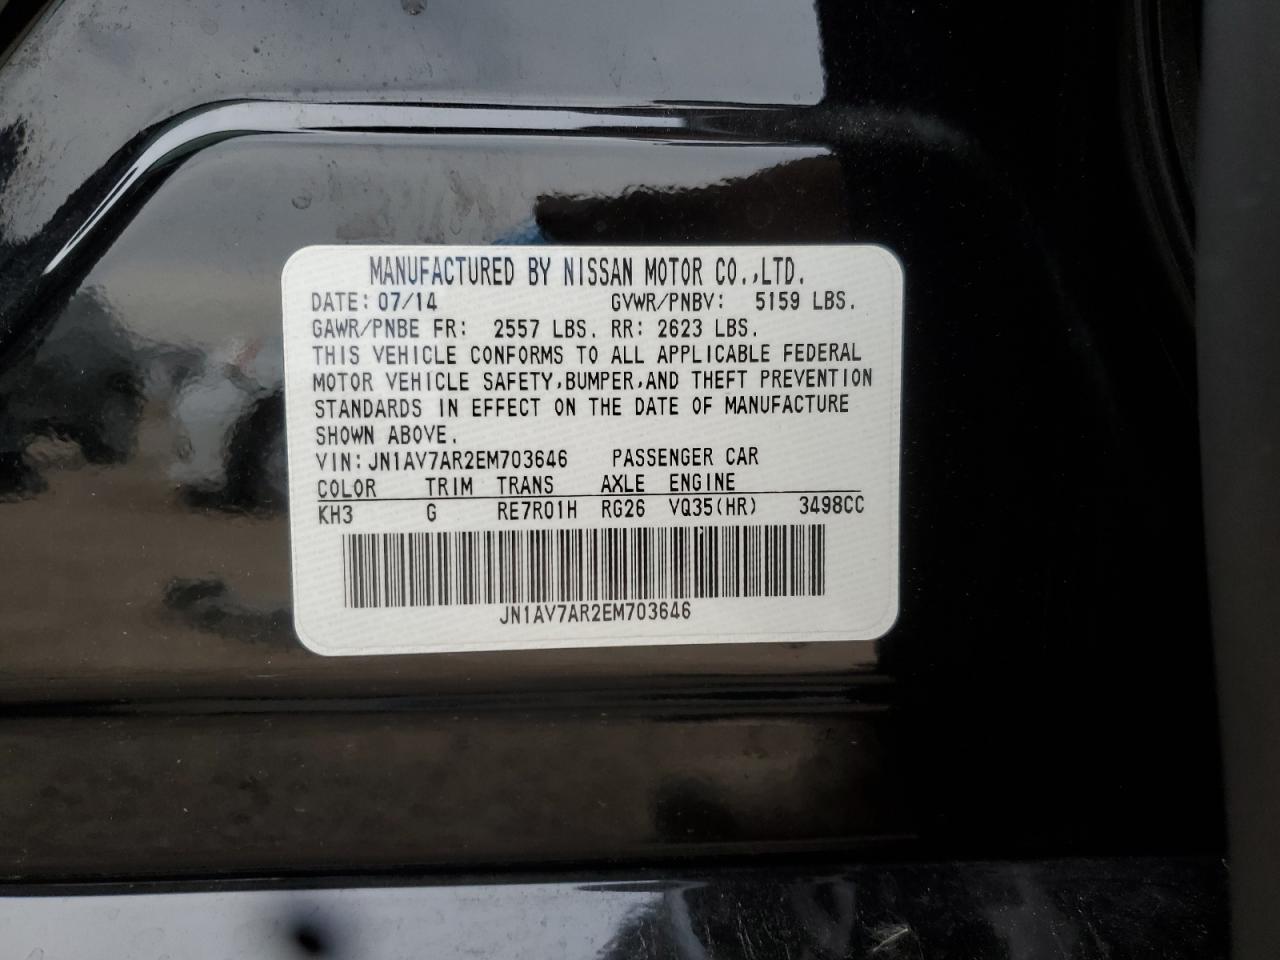 MANUFACTURED BY NISSAN MOTOR CO.,LTD.
DATE: 07/14 GVWR/PNBV: 5159 LBS.
GAWR/PNBE FR: 2557 LBS. RR: 2623 LBS.
THIS VEHICLE CONFORMS TO ALL APPLICABLE FEDERAL
MOTOR VEHICLE SAFETY,BUMPER,AND THEFT PREVENTION
STANDARDS IN EFFECT ON THE DATE OF MANUFACTURE
SHOWN ABOVE.
VIN: JN1AV7AR2EM703646 PASSENGER CAR
COLOR TRIM TRANS AXLE ENGINE
KH3 G RE7R01H RG26 VQ35(HR) 3498CC
JN1AV7AR2EM703646